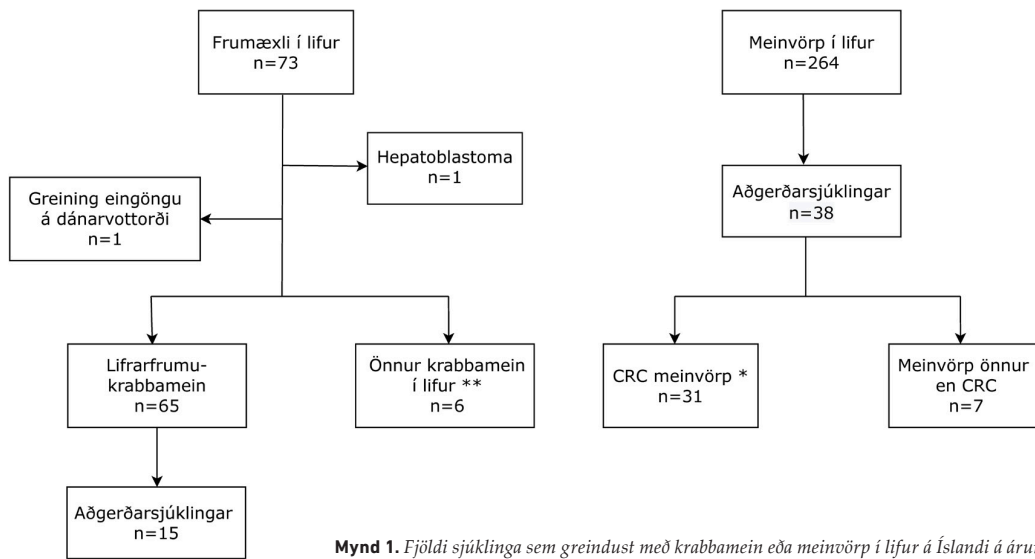 Frumæxli í lifur
n=73
Meinvörp í lifur
n=264
Hepatoblastoma
n=1
Greining eingöngu
á dánarvottorði
n=1
Aðgerðarsjúklingar
n=38
Lifrarfrumu-
krabbamein
n=65
Önnur krabbamein
í lifur **
n=6
CRC meinvörp *
n=31
Meinvörp önnur
en CRC
n=7
Aðgerðarsjúklingar
n=15
Mynd 1. Fjöldi sjúklinga sem greindust með krabbamein eða meinvörp í lifur á Íslandi á